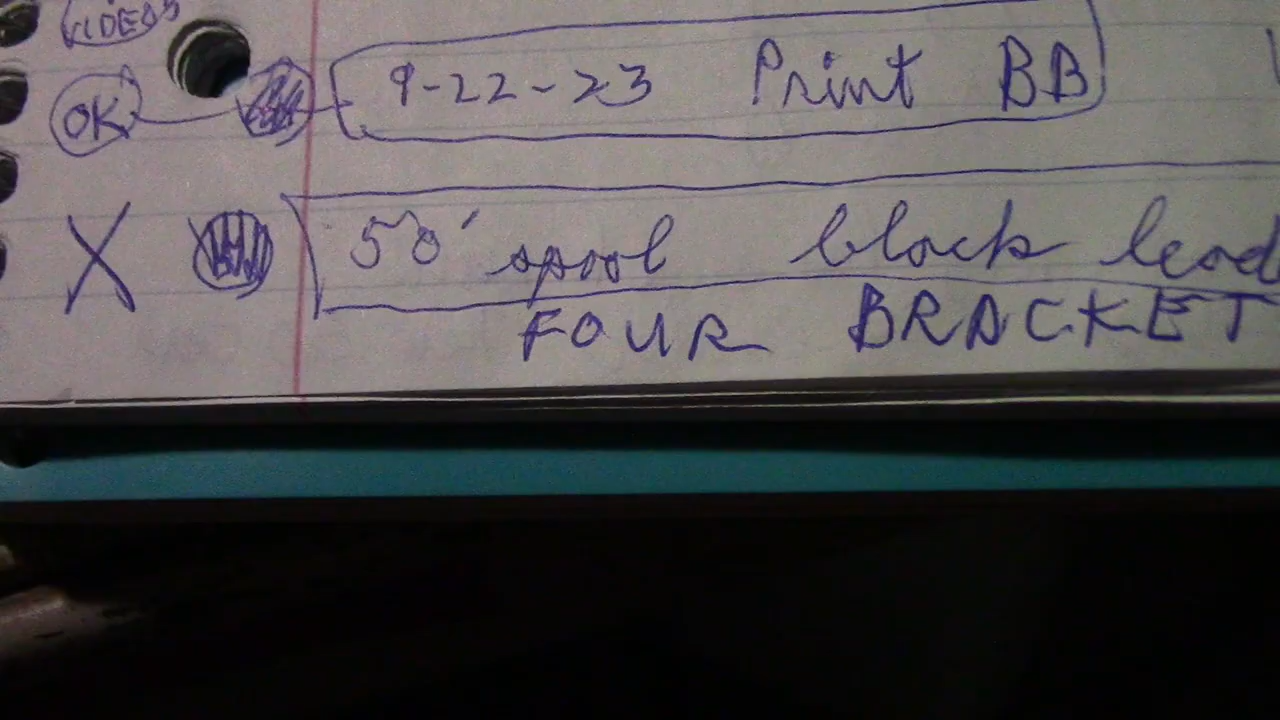 VIDEOS
OK 9-22-23 Print BB
X 50' spool black lead
FOUR BRACKET